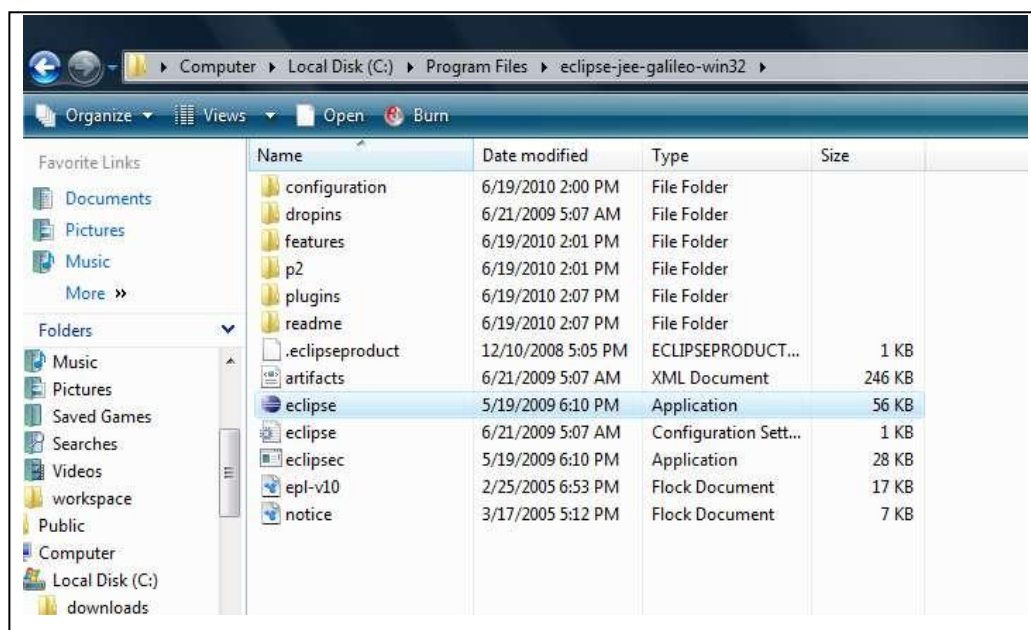 Computer Local Disk (C:) Program Files eclipse-jee-galileo-win32
Organize Views Open Burn
Favorite Links
Documents
Pictures
Music
More »
Folders
Music
Pictures
Saved Games
Searches
Videos
workspace
Public
Computer
Local Disk (C:)
downloads
Name Date modified Type Size
configuration 6/19/2010 2:00 PM File Folder
dropins 6/21/2009 5:07 AM File Folder
features 6/19/2010 2:01 PM File Folder
p2 6/19/2010 2:01 PM File Folder
plugins 6/19/2010 2:07 PM File Folder
readme 6/19/2010 2:07 PM File Folder
.eclipseproduct 12/10/2008 5:05 PM ECLIPSEPRODUCT... 1 KB
artifacts 6/21/2009 5:07 AM XML Document 246 KB
eclipse 5/19/2009 6:10 PM Application 56 KB
eclipse 6/21/2009 5:07 AM Configuration Sett... 1 KB
eclipsec 5/19/2009 6:10 PM Application 28 KB
epl-v10 2/25/2005 6:53 PM Flock Document 17 KB
notice 3/17/2005 5:12 PM Flock Document 7 KB